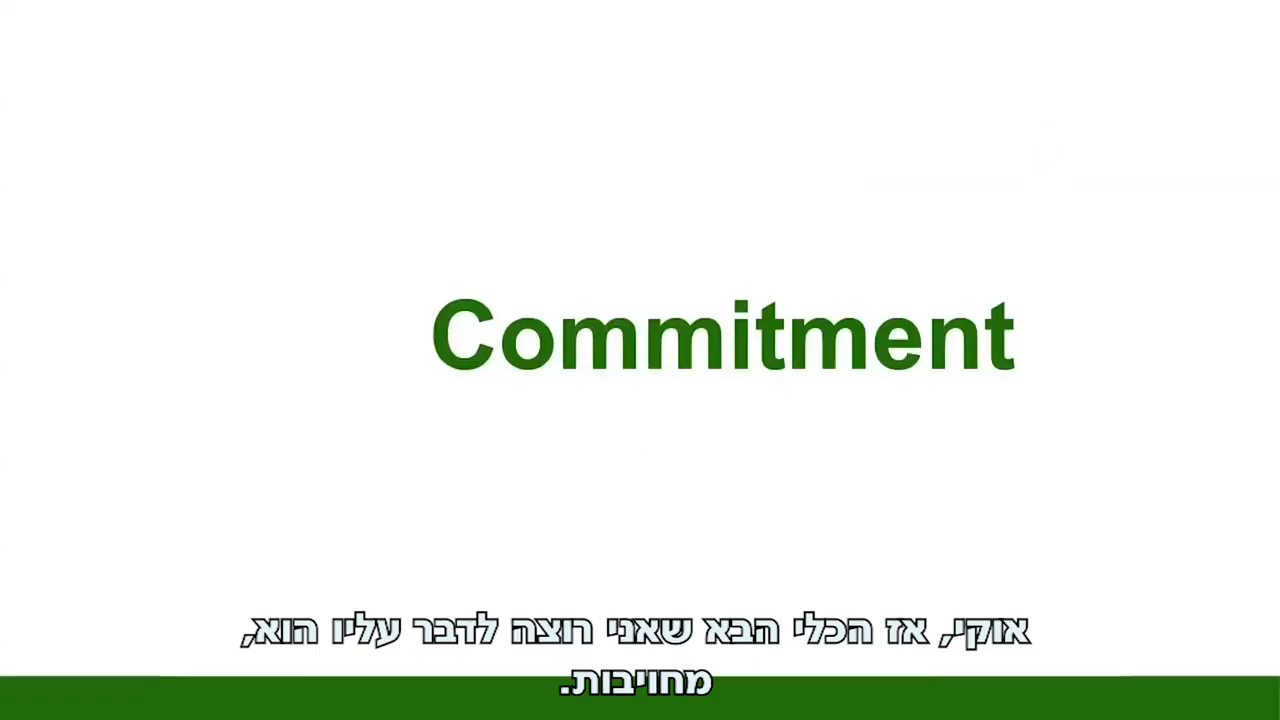 Commitment
אוקי, אז הכלי הבא שאני רוצה לדבר עליו הוא,
מחויבות.